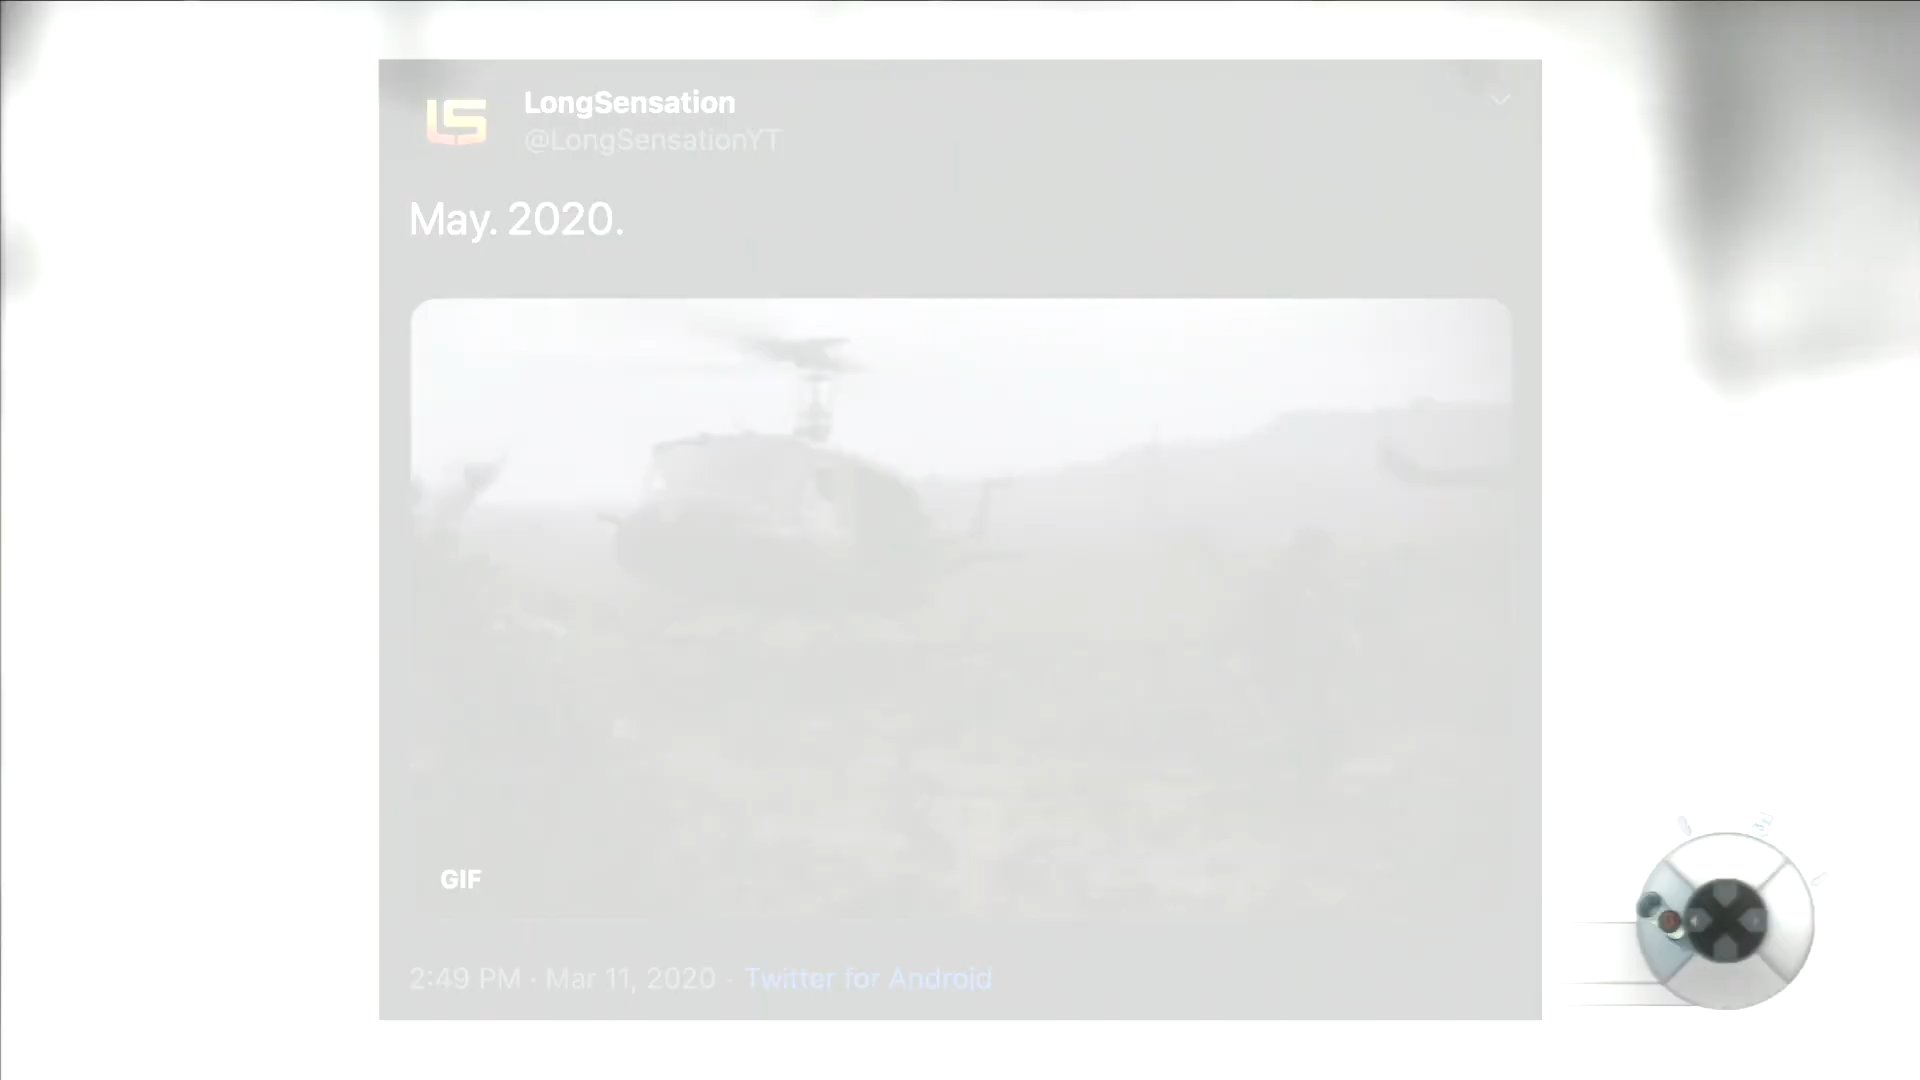 LS
LongSensation
@LongSensationYT
May. 2020.
GIF
2:49 PM · Mar 11, 2020 · Twitter for Android